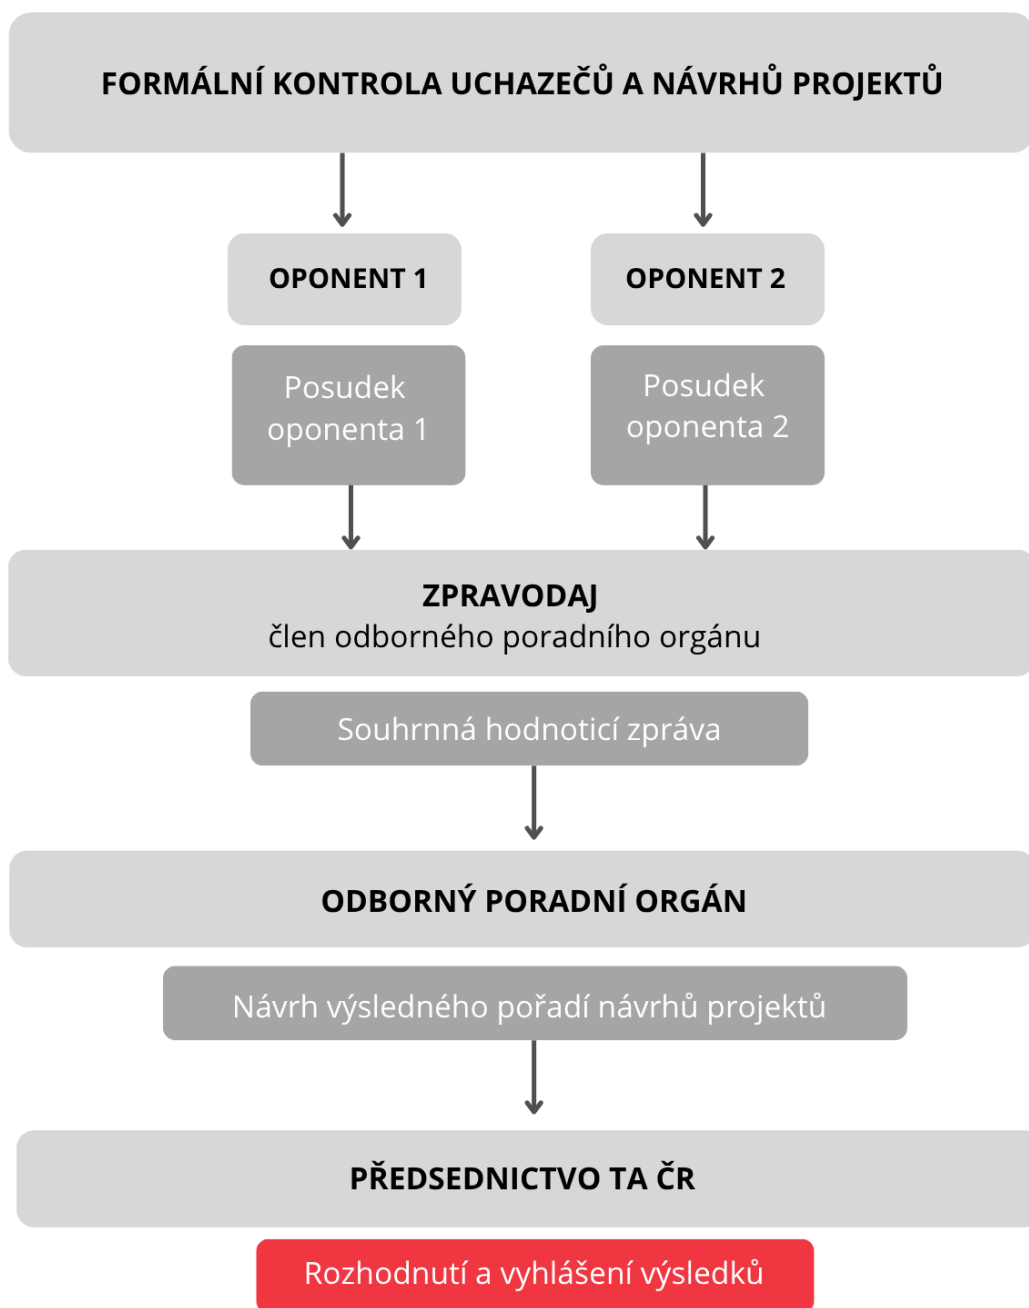 FORMÁLNÍ KONTROLA UCHAZEČŮ A NÁVRHŮ PROJEKTŮ
OPONENT 1
OPONENT 2
Posudek
oponenta 1
Posudek
oponenta 2
ZPRAVODAJ
člen odborného poradního orgánu
Souhrnná hodnoticí zpráva
ODBORNÝ PORADNÍ ORGÁN
Návrh výsledného pořadí návrhů projektů
PŘEDSEDNICTVO TA ČR
Rozhodnutí a vyhlášení výsledků